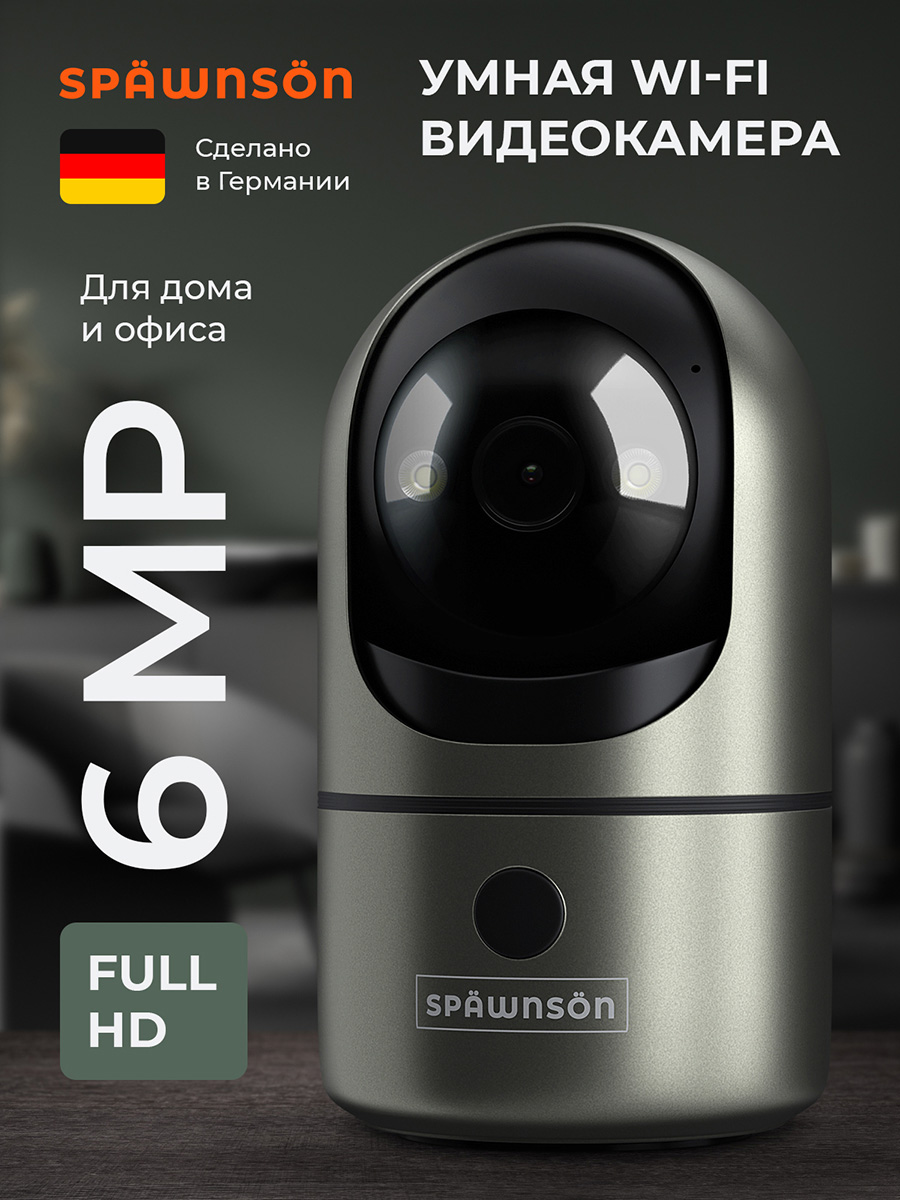 SPÄWNSÖN
УМНАЯ WI-FI
ВИДЕОКАМЕРА
Сделано
в Германии
Для дома
и офиса
6 MP
FULL
HD
SPÄWNSÖN